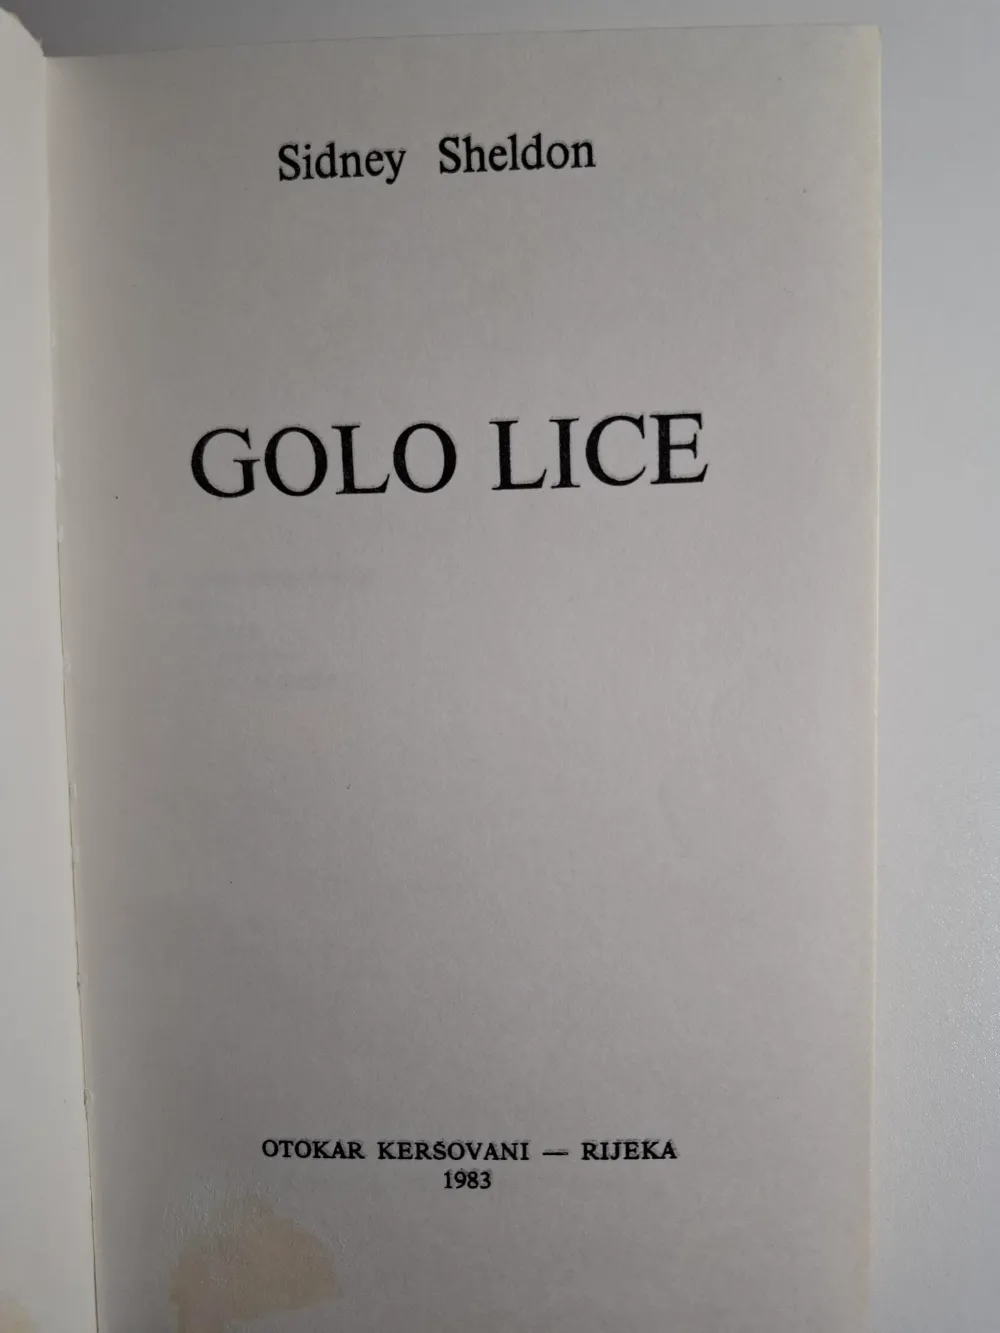 Sidney Sheldon
GOLO LICE
OTOKAR KERŠOVANI — RIJEKA
1983